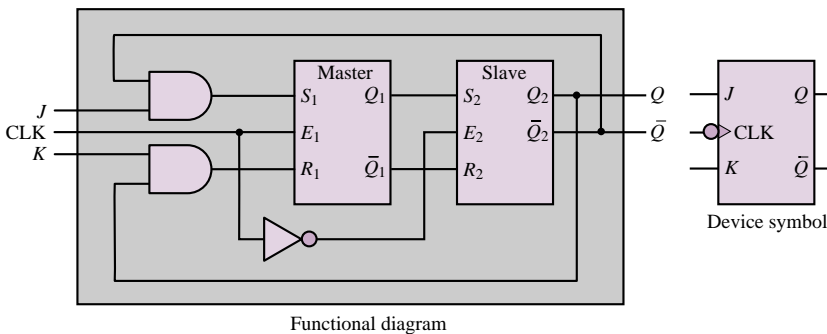 Master
Slave
S₁
Q₁
S₂
Q₂
Q
J
Q
J
CLK
E₁
E₂
Q̄₂
Q̄
CLK
K
R₁
Q̄₁
R₂
K
Q̄
Device symbol
Functional diagram